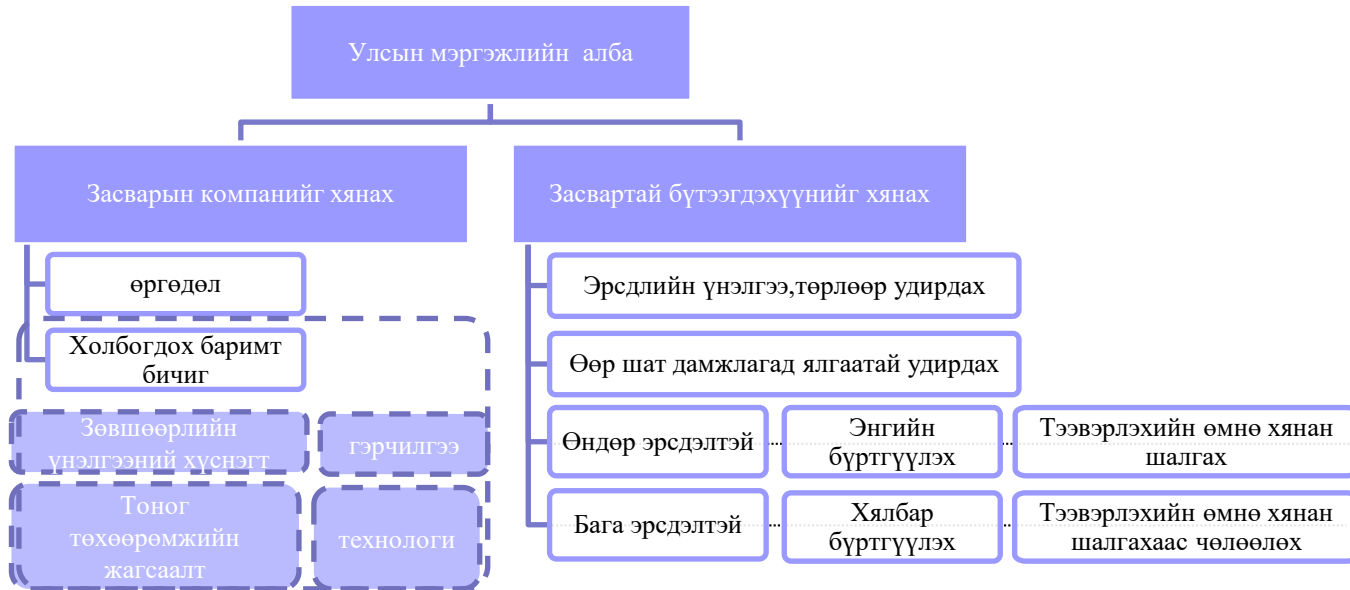 Улсын мэргэжлийн алба
Засварын компанийг хянах
өргөдөл
Холбогдох баримт
бичиг
Зөвшөөрлийн
үнэлгээний хүснэгт
гэрчилгээ
Тоног
төхөөрөмжийн
жагсаалт
технологи
Засвартай бүтээгдэхүүнийг хянах
Эрсдлийн үнэлгээ,төрлөөр удирдах
Өөр шат дамжлагад ялгаатай удирдах
Өндөр эрсдэлтэй
Энгийн
бүртгүүлэх
Тээвэрлэхийн өмнө хянан
шалгах
Бага эрсдэлтэй
Хялбар
бүртгүүлэх
Тээвэрлэхийн өмнө хянан
шалгахаас чөлөөлөх